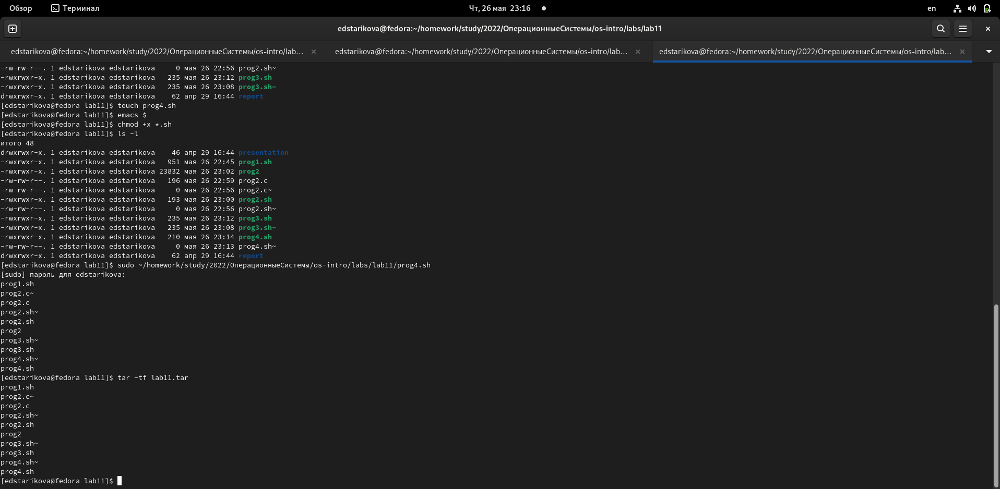 Обзор Терминал Чт, 26 мая 23:16 en
edstarikova@fedora:~/homework/study/2022/ОперационныеСистемы/os-intro/labs/lab11
edstarikova@fedora:~/homework/study/2022/ОперационныеСистемы/os-intro/lab... × edstarikova@fedora:~/homework/study/2022/ОперационныеСистемы/os-intro/lab... × edstarikova@fedora:~/homework/study/2022/ОперационныеСистемы/os-intro/lab... ×
-rw-rw-r--. 1 edstarikova edstarikova     0 мая 26 22:56 prog2.sh~
-rwxrwxr-x. 1 edstarikova edstarikova   235 мая 26 23:12 prog3.sh
-rwxrwxr-x. 1 edstarikova edstarikova   235 мая 26 23:08 prog3.sh~
drwxrwxr-x. 1 edstarikova edstarikova    62 апр 29 16:44 report
[edstarikova@fedora lab11]$ touch prog4.sh
[edstarikova@fedora lab11]$ emacs $
[edstarikova@fedora lab11]$ chmod +x *.sh
[edstarikova@fedora lab11]$ ls -l
итого 48
drwxrwxr-x. 1 edstarikova edstarikova    46 апр 29 16:44 presentation
-rwxrwxr-x. 1 edstarikova edstarikova   951 мая 26 22:45 prog1.sh
-rwxrwxr-x. 1 edstarikova edstarikova 23832 мая 26 23:02 prog2
-rw-rw-r--. 1 edstarikova edstarikova   196 мая 26 22:59 prog2.c
-rw-rw-r--. 1 edstarikova edstarikova     0 мая 26 22:56 prog2.c~
-rwxrwxr-x. 1 edstarikova edstarikova   193 мая 26 23:00 prog2.sh
-rw-rw-r--. 1 edstarikova edstarikova     0 мая 26 22:56 prog2.sh~
-rwxrwxr-x. 1 edstarikova edstarikova   235 мая 26 23:12 prog3.sh
-rwxrwxr-x. 1 edstarikova edstarikova   235 мая 26 23:08 prog3.sh~
-rwxrwxr-x. 1 edstarikova edstarikova   210 мая 26 23:14 prog4.sh
-rw-rw-r--. 1 edstarikova edstarikova     0 мая 26 23:13 prog4.sh~
drwxrwxr-x. 1 edstarikova edstarikova    62 апр 29 16:44 report
[edstarikova@fedora lab11]$ sudo ~/homework/study/2022/ОперационныеСистемы/os-intro/labs/lab11/prog4.sh
[sudo] пароль для edstarikova:
prog1.sh
prog2.c~
prog2.c
prog2.sh~
prog2.sh
prog2
prog3.sh~
prog3.sh
prog4.sh~
prog4.sh
[edstarikova@fedora lab11]$ tar -tf lab11.tar
prog1.sh
prog2.c~
prog2.c
prog2.sh~
prog2.sh
prog2
prog3.sh~
prog3.sh
prog4.sh~
prog4.sh
[edstarikova@fedora lab11]$